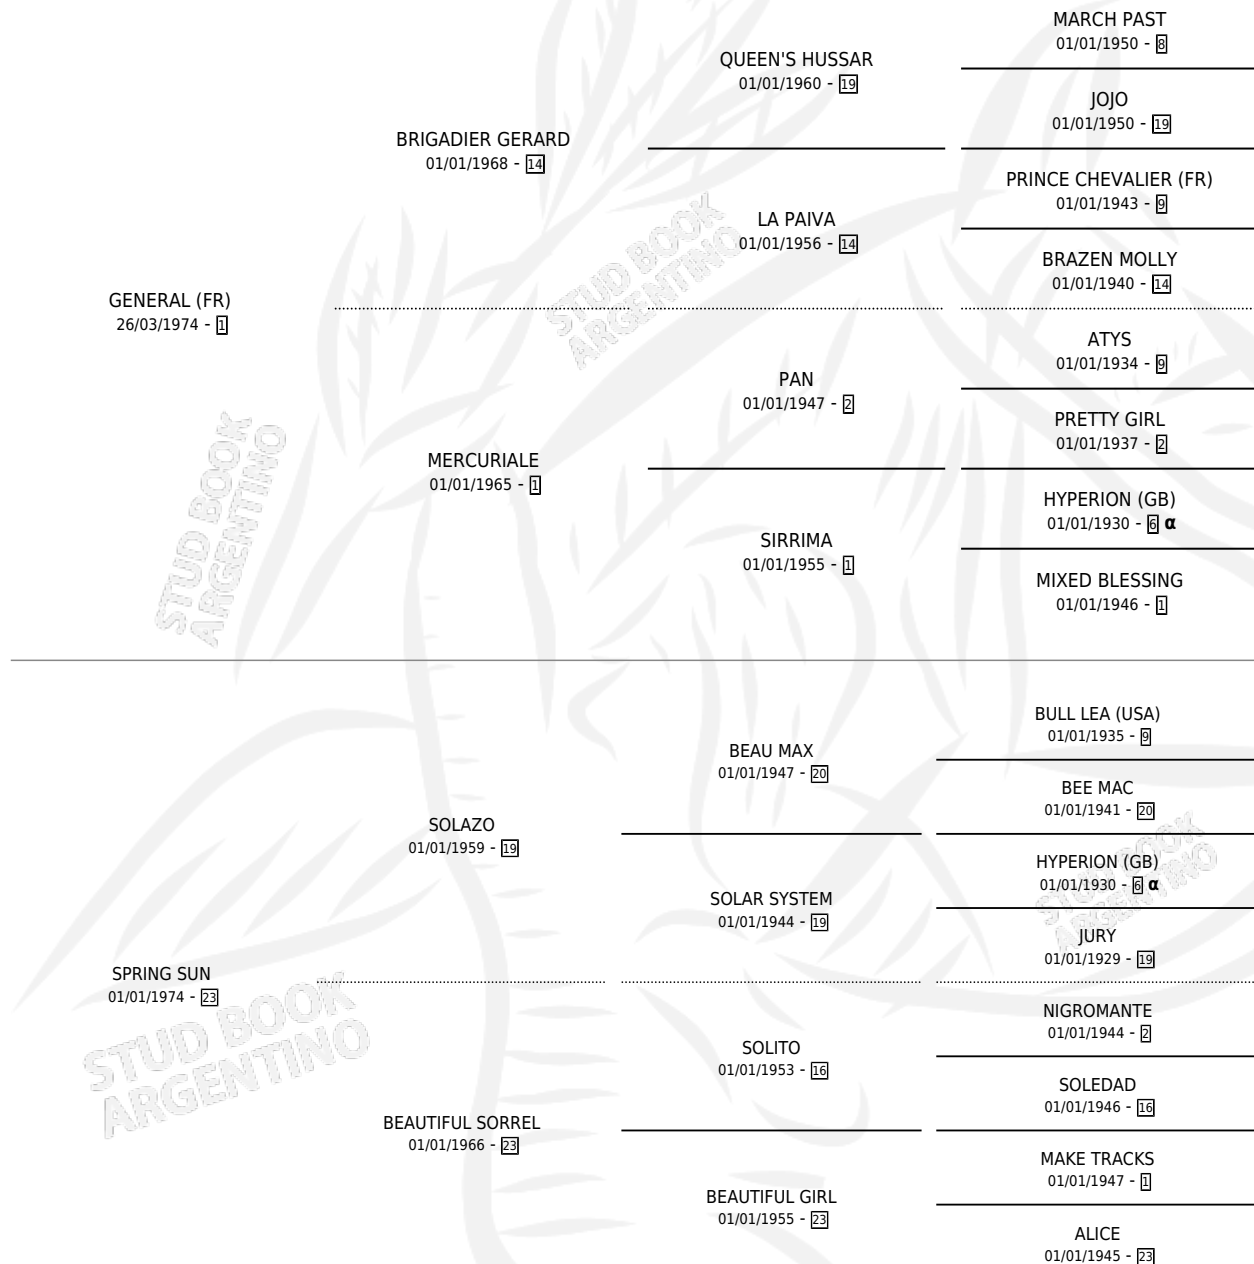 MARCH PAST
01/01/1950 - 8
QUEEN'S HUSSAR
01/01/1960 - 19
JOJO
01/01/1950 - 19
BRIGADIER GERARD
01/01/1968 - 14
PRINCE CHEVALIER (FR)
01/01/1943 - 9
LA PAIVA
01/01/1956 - 14
BRAZEN MOLLY
01/01/1940 - 14
GENERAL (FR)
26/03/1974 - 1
ATYS
01/01/1934 - 9
PAN
01/01/1947 - 2
PRETTY GIRL
01/01/1937 - 2
MERCURIALE
01/01/1965 - 1
HYPERION (GB)
01/01/1930 - 6 α
SIRRIMA
01/01/1955 - 1
MIXED BLESSING
01/01/1946 - 1
BULL LEA (USA)
01/01/1935 - 9
BEAU MAX
01/01/1947 - 20
BEE MAC
01/01/1941 - 20
SOLAZO
01/01/1959 - 19
HYPERION (GB)
01/01/1930 - 6 α
SOLAR SYSTEM
01/01/1944 - 19
JURY
01/01/1929 - 19
SPRING SUN
01/01/1974 - 23
NIGROMANTE
01/01/1944 - 2
SOLITO
01/01/1953 - 16
SOLEDAD
01/01/1946 - 16
BEAUTIFUL SORREL
01/01/1966 - 23
MAKE TRACKS
01/01/1947 - 1
BEAUTIFUL GIRL
01/01/1955 - 23
ALICE
01/01/1945 - 23
STUD BOOK
ARGENTINO
STUD BOOK
ARGENTINO
STUD BOOK
ARGENTINO
STUD BOOK
ARGENTINO